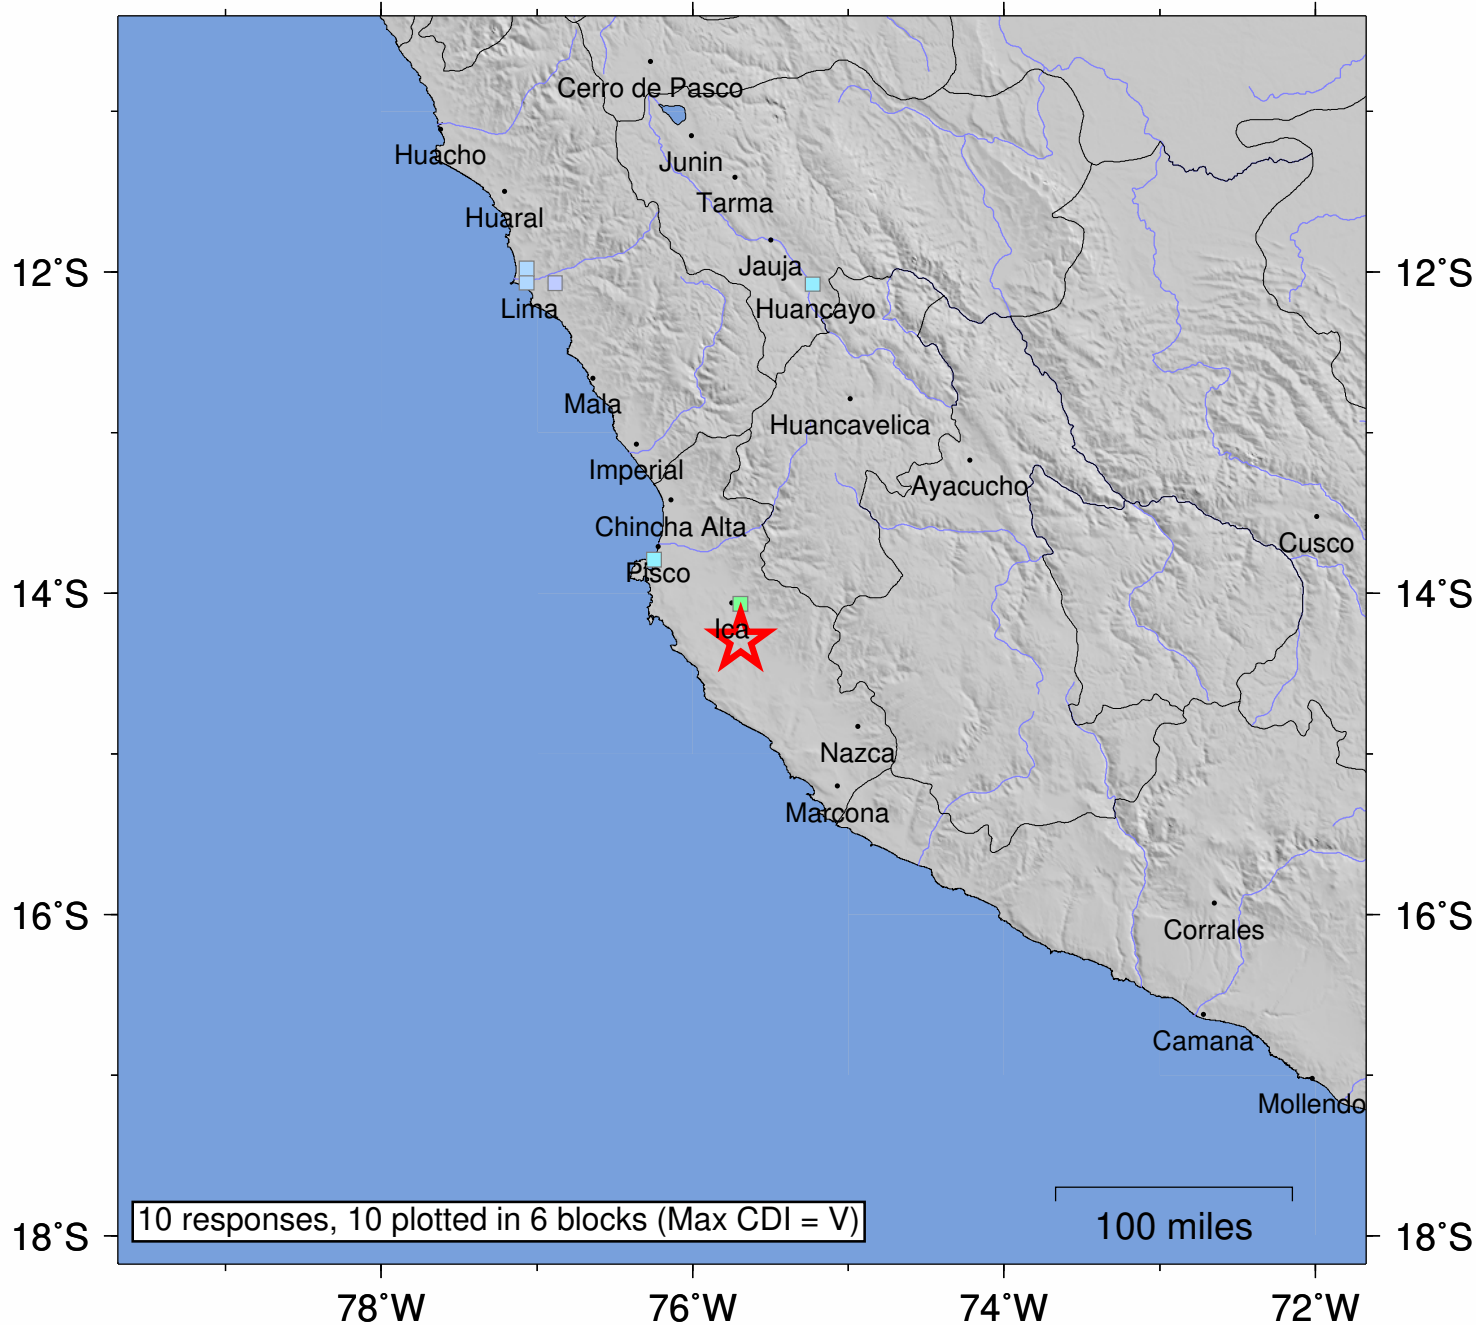 Cerro de Pasco
Huacho
Junin
Tarma
Huaral
12°S
Jauja
12°S
Lima
Huancayo
Mala
Huancavelica
Imperial
Ayacucho
Chincha Alta
Cusco
Pisco
14°S
14°S
Ica
Nazca
Marcona
16°S
16°S
Corrales
Camana
Mollendo
10 responses, 10 plotted in 6 blocks (Max CDI = V)
100 miles
18°S
18°S
78°W
76°W
74°W
72°W